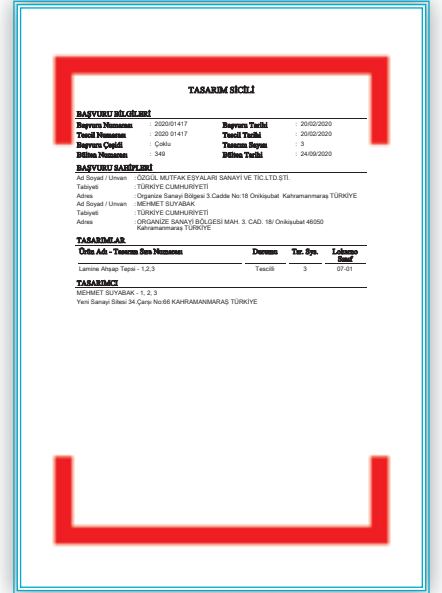 TASARIM SİCİLİ
BAŞVURU BİLGİLERİ
Başvuru Numarası : 2020/01417 Başvuru Tarihi : 20/02/2020
Tescil Numarası : 2020 01417 Tescil Tarihi : 20/02/2020
Başvuru Çeşidi : Çoklu Tasarım Sayısı : 3
Bülten Numarası : 349 Bülten Tarihi : 24/09/2020
BAŞVURU SAHİPLERİ
Ad Soyad / Unvan : ÖZGÜL MUTFAK EŞYALARI SANAYİ VE TİC.LTD.ŞTİ.
Tabiyeti : TÜRKİYE CUMHURİYETİ
Adres : Organize Sanayi Bölgesi 3.Cadde No:18 Onikişubat Kahramanmaraş TÜRKİYE
Ad Soyad / Unvan : MEHMET SUYABAK
Tabiyeti : TÜRKİYE CUMHURİYETİ
Adres : ORGANİZE SANAYİ BÖLGESİ MAH. 3. CAD. 18/ Onikişubat 46050
Kahramanmaraş TÜRKİYE
TASARIMLAR
Ürün Adı - Tasarım Sıra Numarası Durumu Tsr. Sys. Lokarno
Sınıf
Lamine Ahşap Tepsi - 1,2,3 Tescilli 3 07-01
TASARIMCI
MEHMET SUYABAK - 1, 2, 3
Yeni Sanayi Sitesi 34.Çarşı No:66 KAHRAMANMARAŞ TÜRKİYE